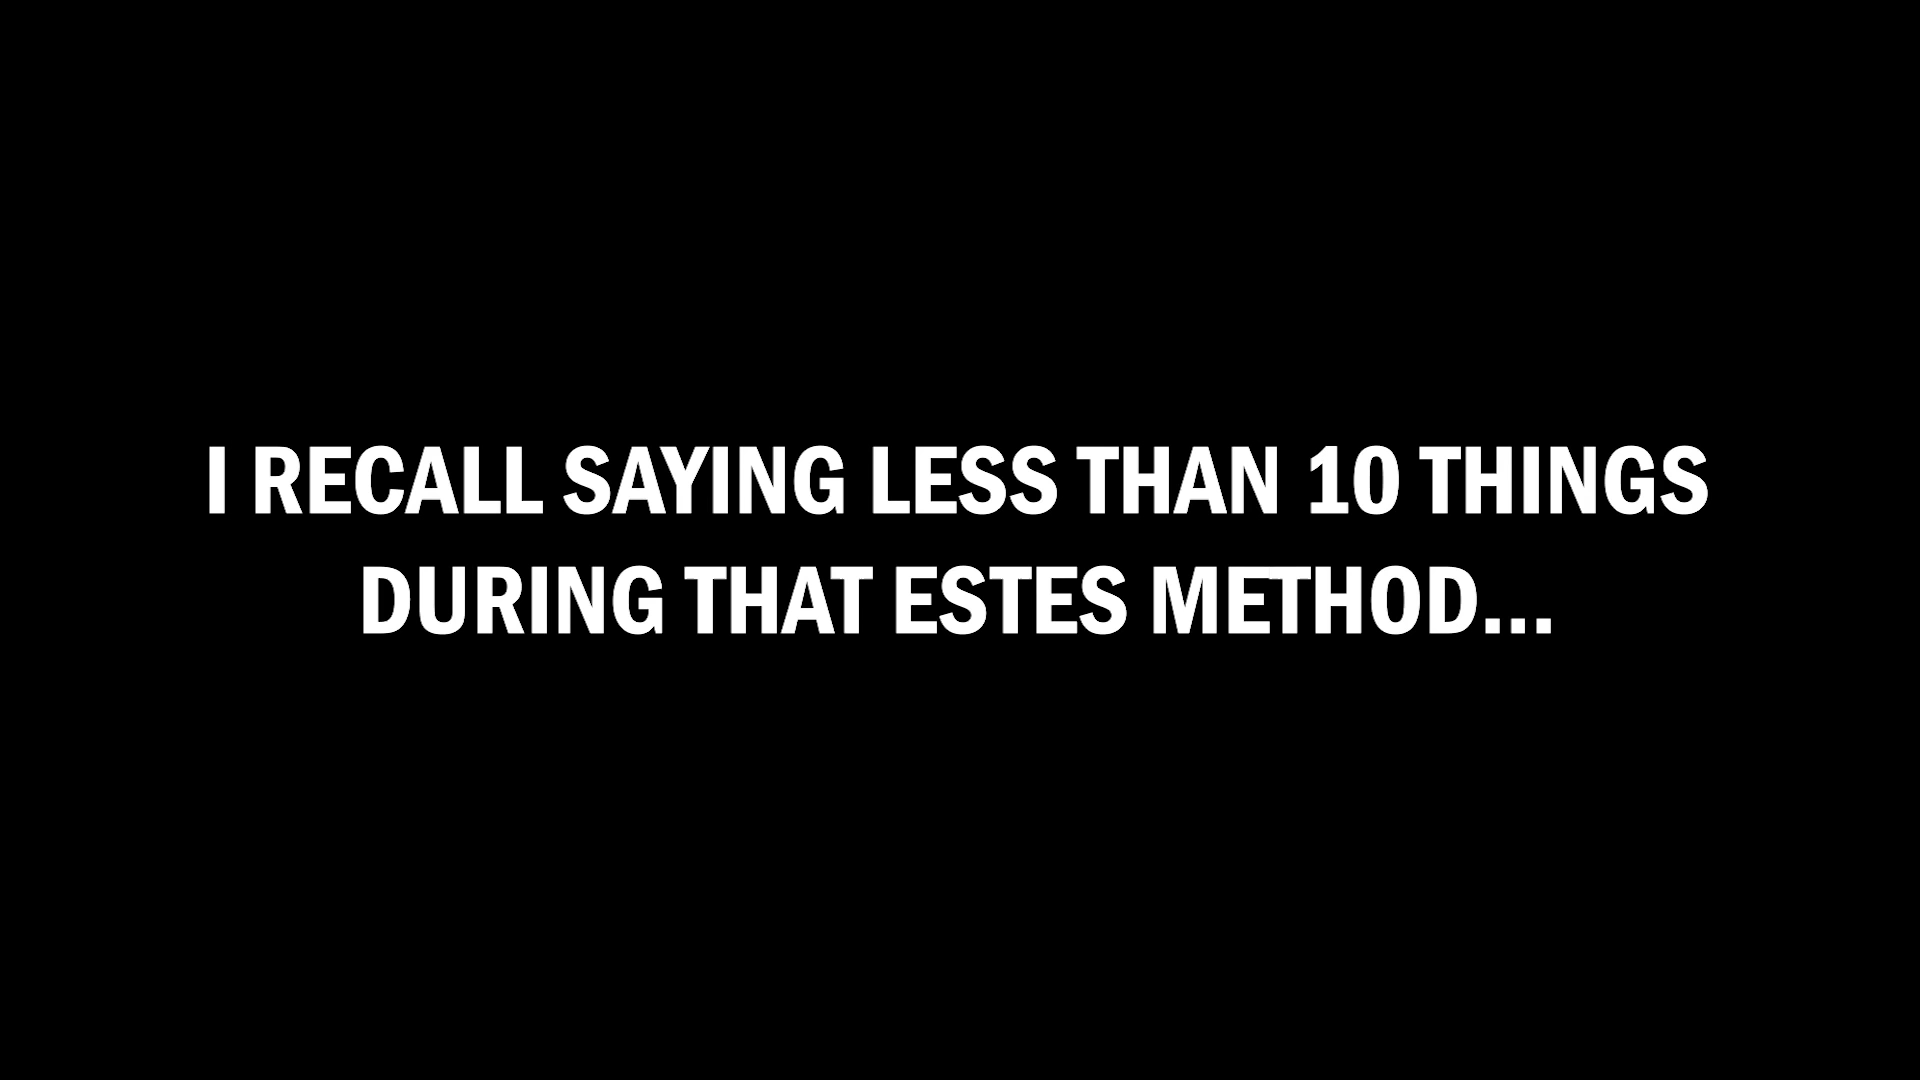 I RECALL SAYING LESS THAN 10 THINGS
DURING THAT ESTES METHOD...